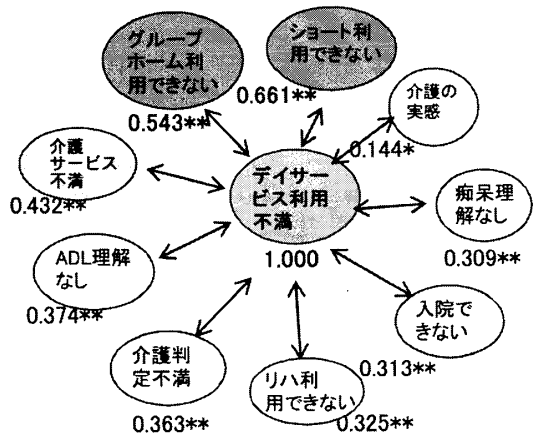 グループ
ホーム利
用できない
0.543**
ショート利
用できない
0.661**
介護の
実感
0.144*
介護
サービス
不満
0.432**
デイサー
ビス利用
不満
1.000
痴呆理
解なし
0.309**
ADL理解
なし
0.374**
入院で
きない
0.313**
介護判
定不満
0.363**
リハ利
用できない
0.325**